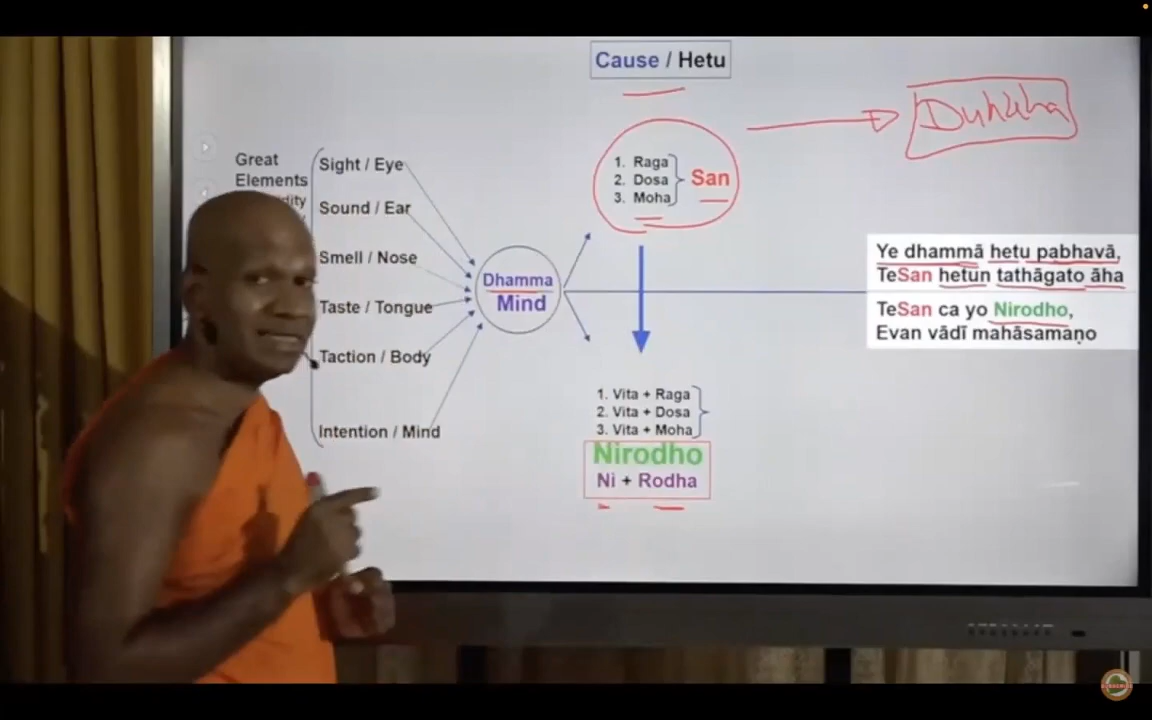 Cause / Hetu
Dukkha
Great
Elements
Sight / Eye
Sound / Ear
Smell / Nose
Taste / Tongue
Taction / Body
Intention / Mind
Dhamma
Mind
1. Raga
2. Dosa
3. Moha
San
Ye dhammā hetu pabhavā,
TeSan hetun tathāgato āha
TeSan ca yo Nirodho,
Evan vādī mahāsamaņo
1. Vita + Raga
2. Vita + Dosa
3. Vita + Moha
Nirodho
Ni + Rodha